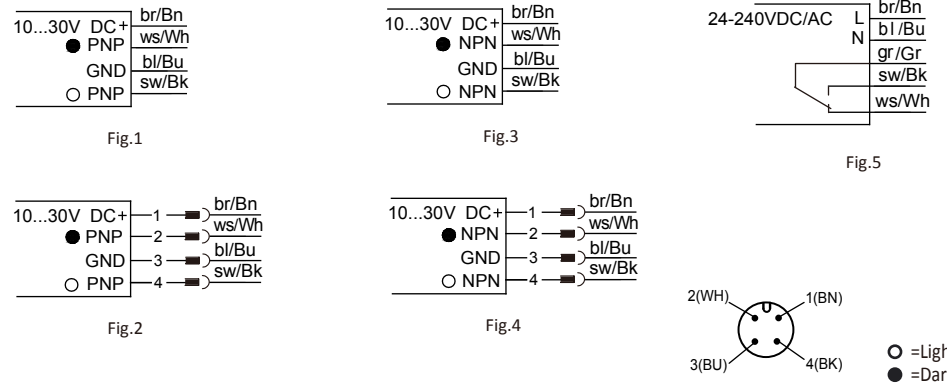 10...30V DC+ br/Bn
PNP ws/Wh
GND bl/Bu
PNP sw/Bk
Fig.1
10...30V DC+ br/Bn
NPN ws/Wh
GND bl/Bu
NPN sw/Bk
Fig.3
24-240VDC/AC L br/Bn
N bl/Bu
gr/Gr
sw/Bk
ws/Wh
Fig.5
10...30V DC+ 1 br/Bn
PNP 2 ws/Wh
GND 3 bl/Bu
PNP 4 sw/Bk
Fig.2
10...30V DC+ 1 br/Bn
NPN 2 ws/Wh
GND 3 bl/Bu
NPN 4 sw/Bk
Fig.4
2(WH) 1(BN)
3(BU) 4(BK)